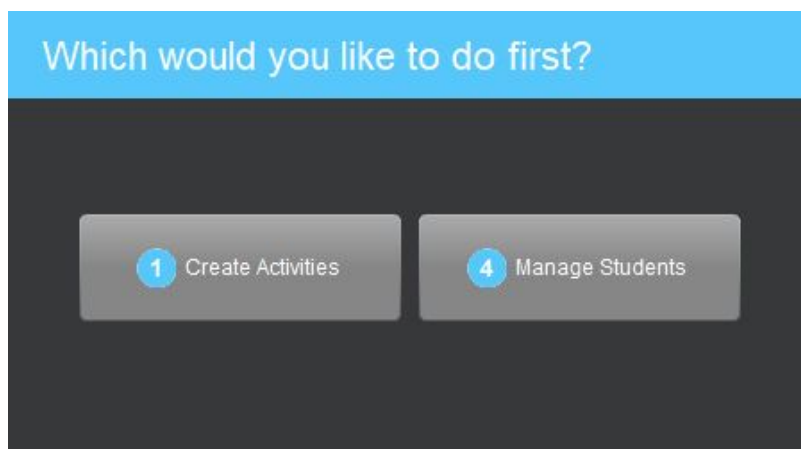 Which would you like to do first?
1 Create Activities
4 Manage Students